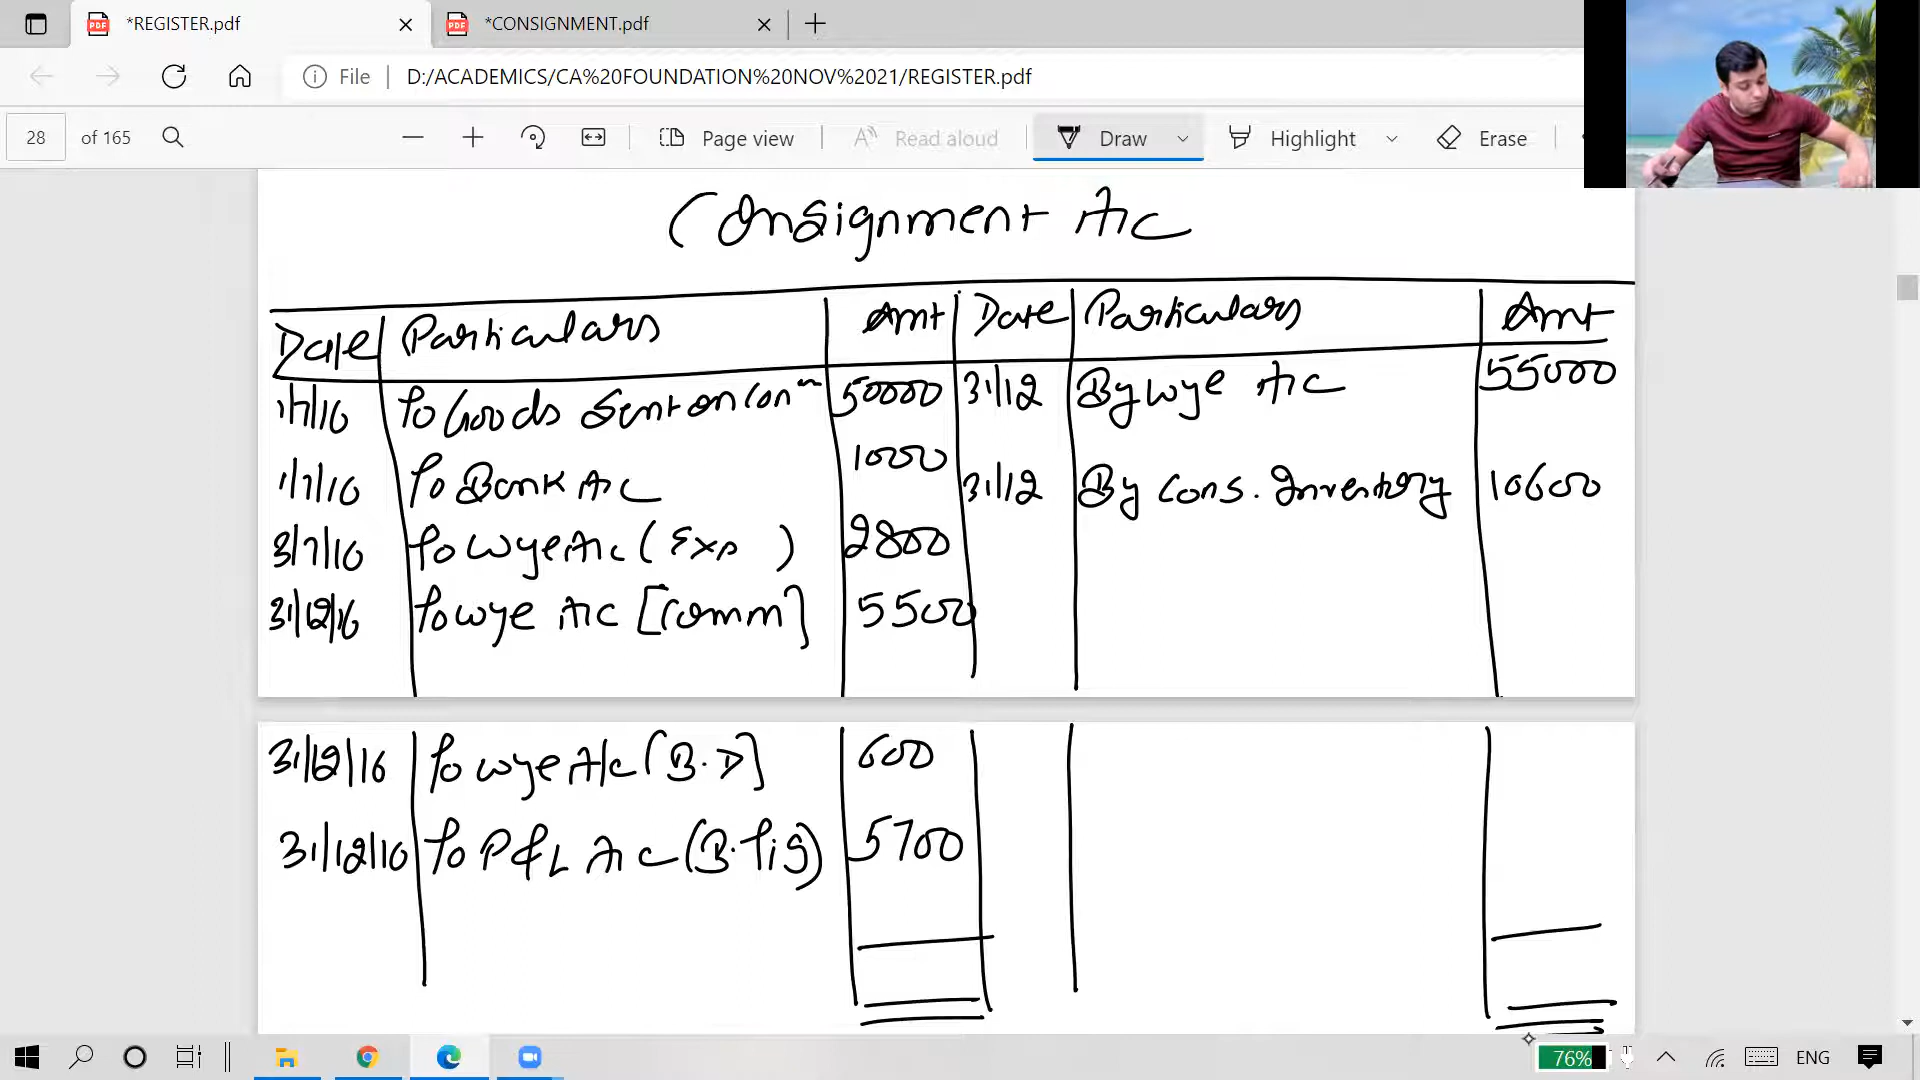 *REGISTER.pdf
*CONSIGNMENT.pdf
File
D:/ACADEMICS/CA%20FOUNDATION%20NOV%2021/REGISTER.pdf
28 of 165
Page view
Read aloud
Draw
Highlight
Erase
Consignment A/C
Date Particulars Amt Date Particulars Amt
1/7/16 To Goods Sent on Con^m 50000 31/12 By Wye A/C 55000
1/7/16 To Bank A/C 1000 31/12 By Cons. Inventory 10600
3/7/16 To Wye A/C (Exp) 2800
31/12/16 To Wye A/C [Comm] 5500
31/12/16 To Wye A/c (B.D] 600
31/12/16 To P&L A/C (B.fig) 5700
76%
ENG